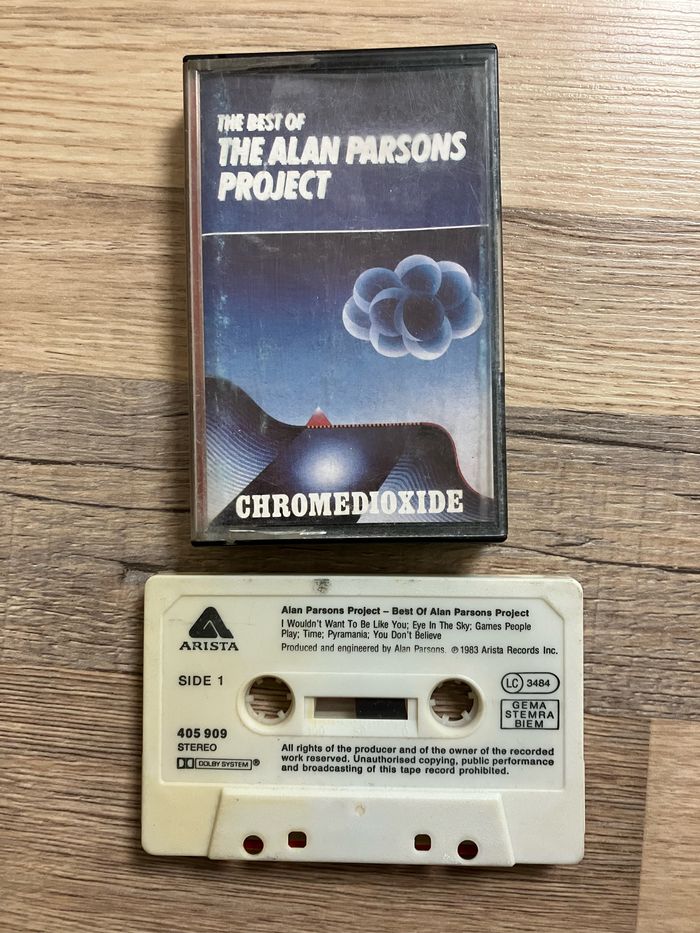 THE BEST OF
THE ALAN PARSONS
PROJECT
CHROMEDIOXIDE
ARISTA
Alan Parsons Project – Best Of Alan Parsons Project
I Wouldn't Want To Be Like You; Eye In The Sky; Games People
Play; Time; Pyramania; You Don't Believe
Produced and engineered by Alan Parsons. ℗ 1983 Arista Records Inc.
SIDE 1
LC 3484
GEMA
STEMRA
BIEM
405 909
STEREO
DOLBY SYSTEM ®
All rights of the producer and of the owner of the recorded
work reserved. Unauthorised copying, public performance
and broadcasting of this tape record prohibited.